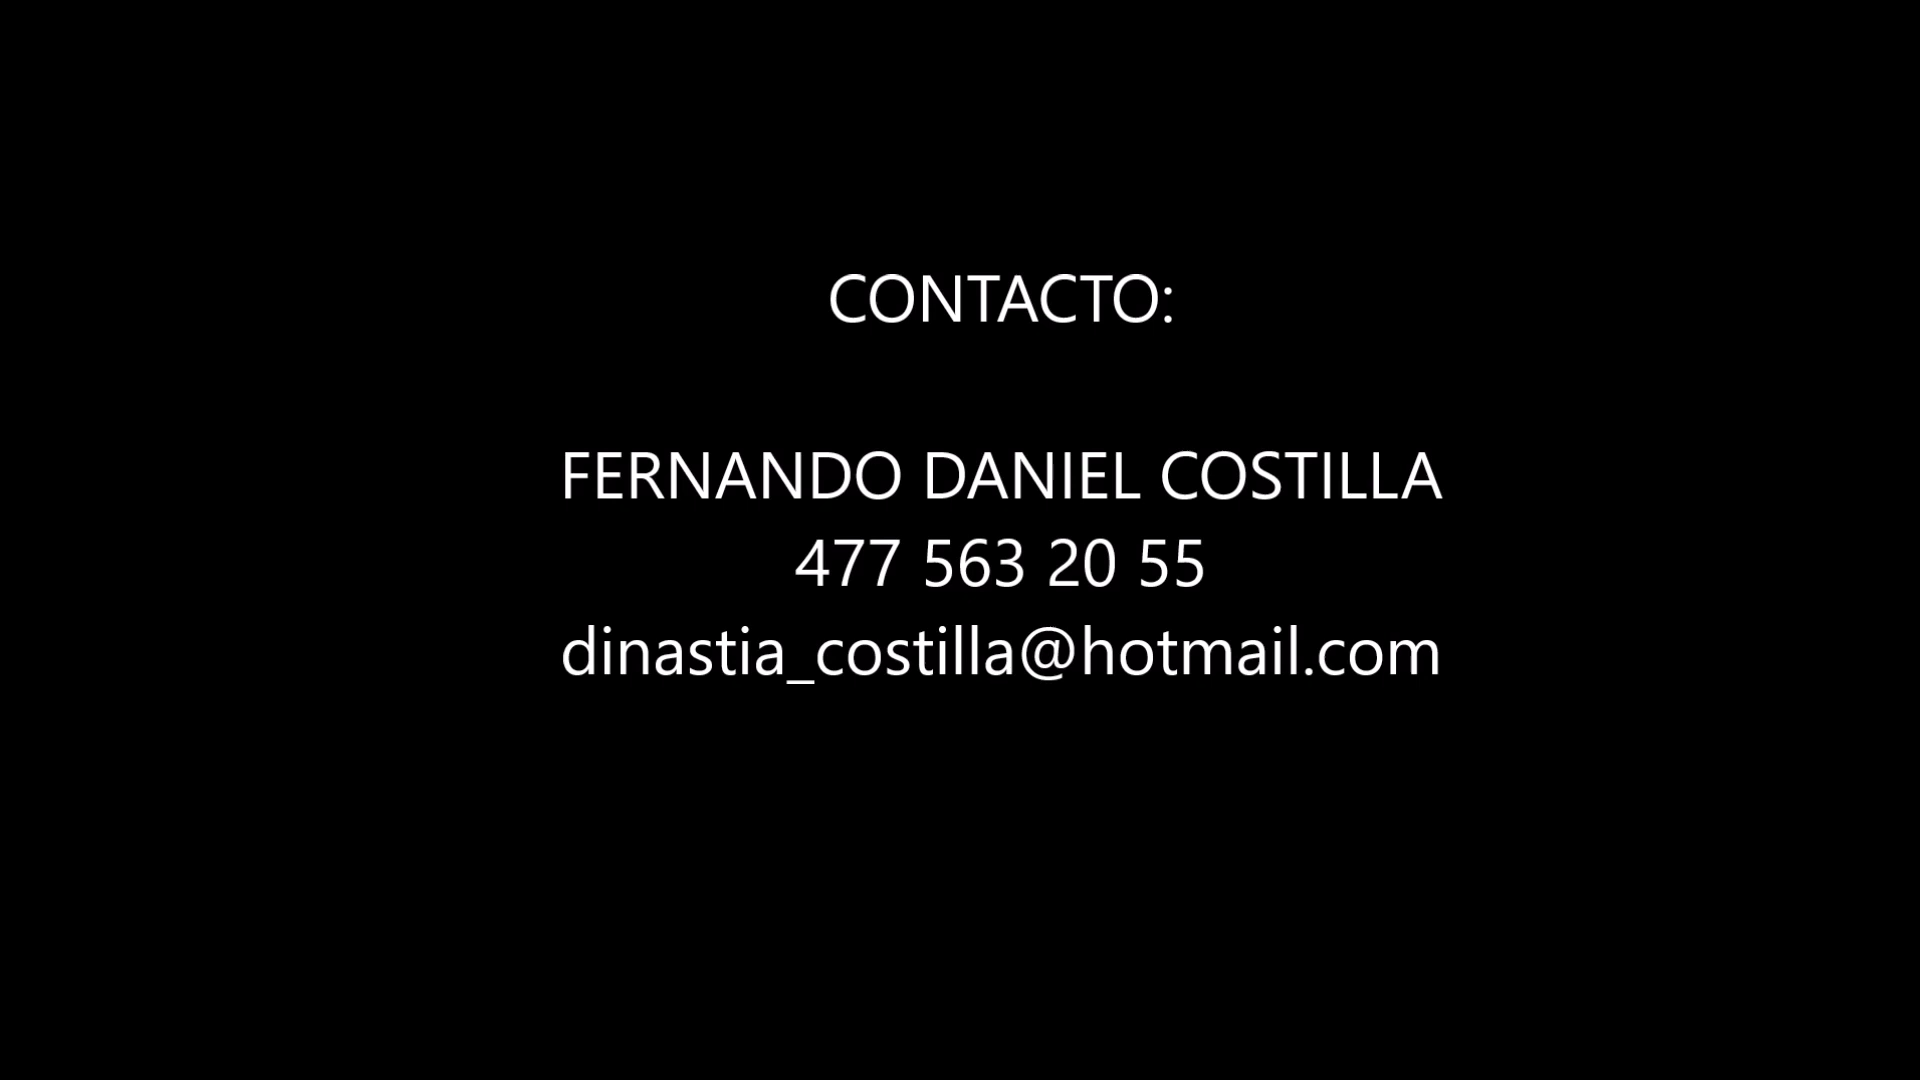 CONTACTO:
FERNANDO DANIEL COSTILLA
477 563 20 55
dinastia_costilla@hotmail.com